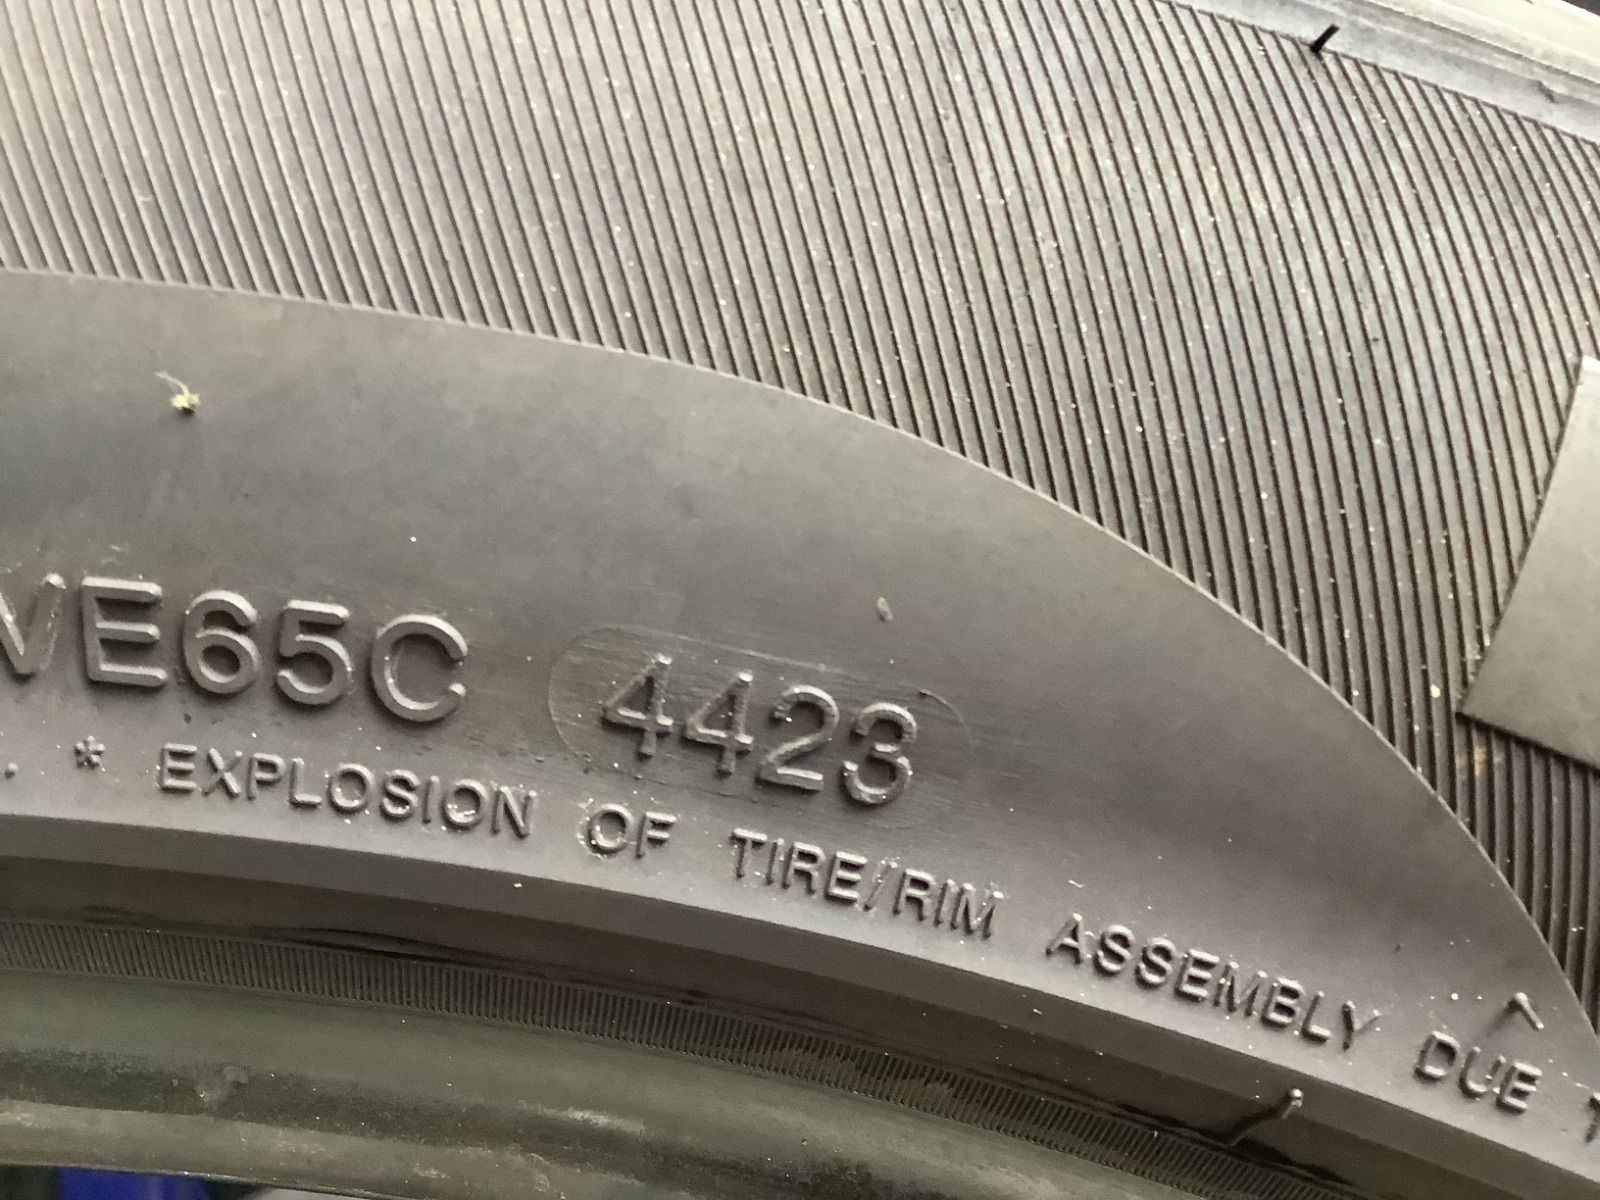 VE65C 4423
* EXPLOSION OF TIRE/RIM ASSEMBLY DUE